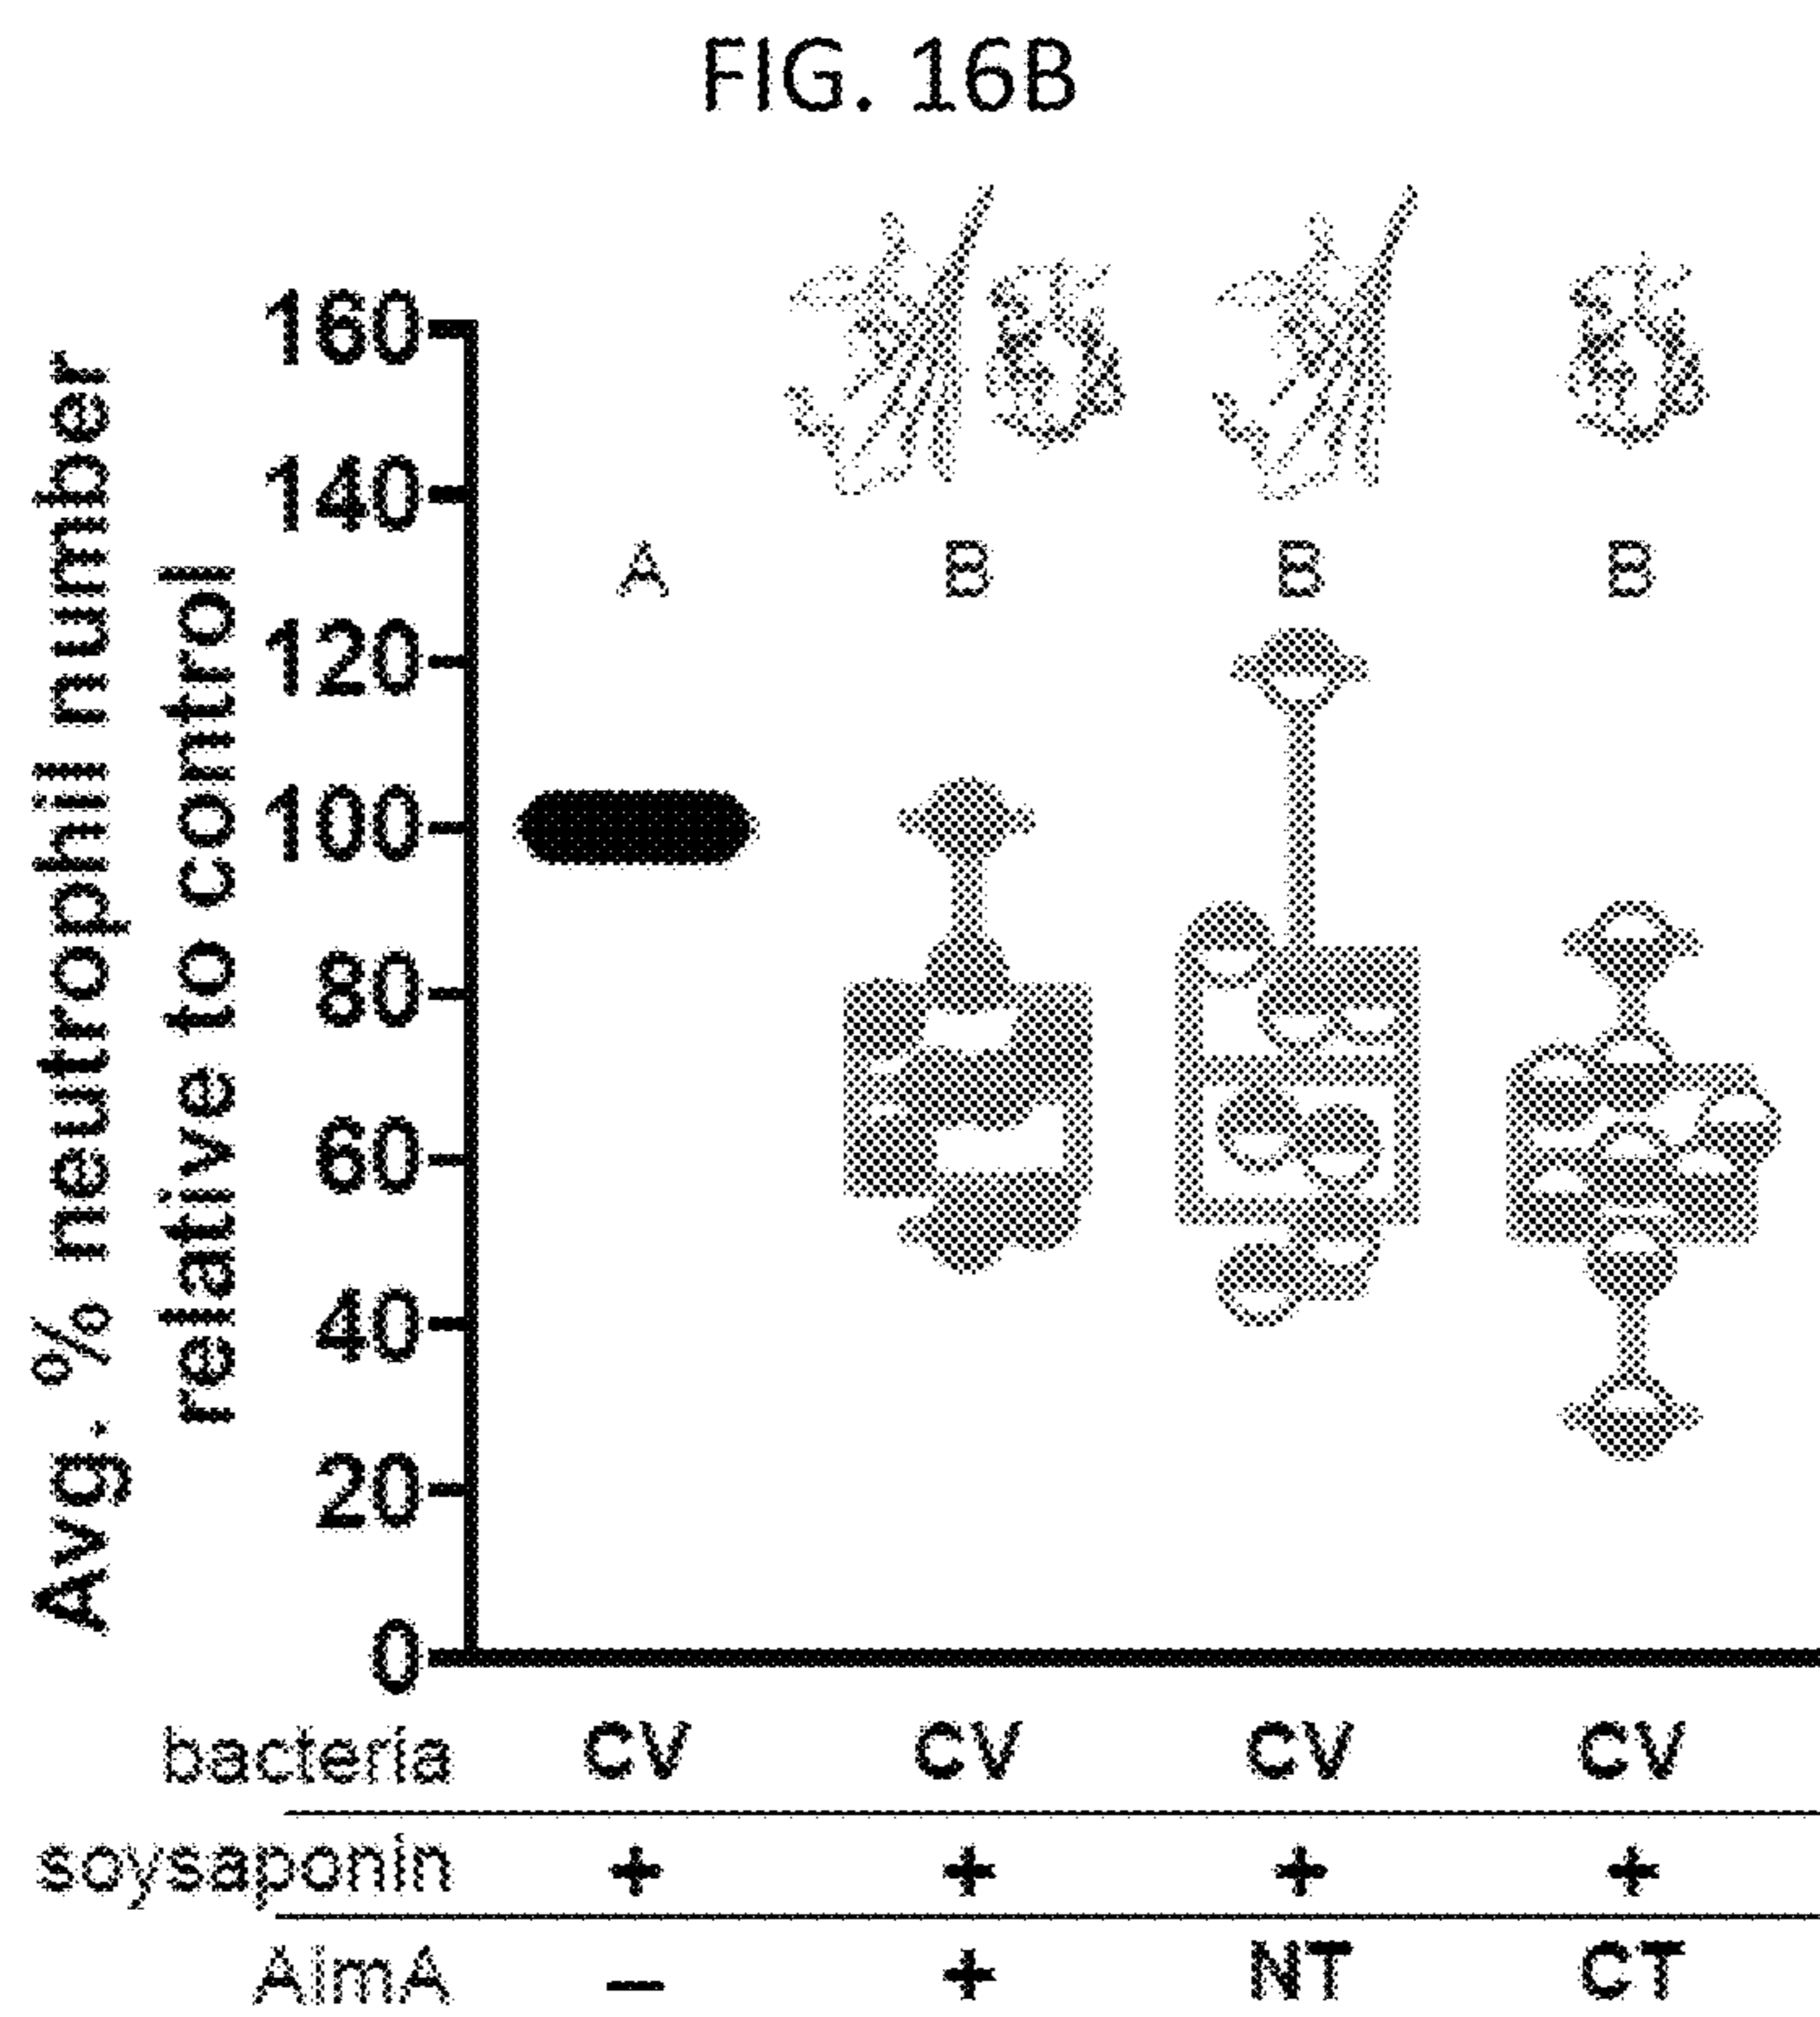 FIG. 16B
Avg. % neutrophil number
relative to control
160
140
120
100
80
60
40
20
0
A B B B
bacteria CV CV CV CV
soysaponin + + + +
AimA – + NT CT